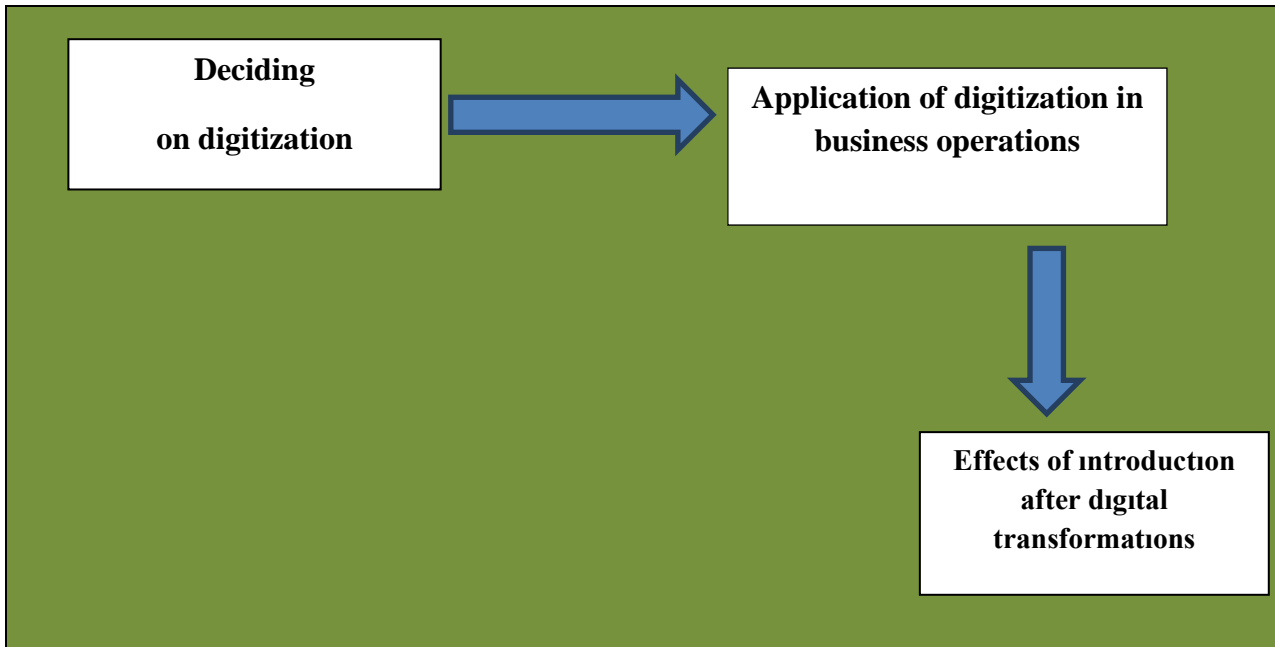 Deciding
on digitization
Application of digitization in
business operations
Effects of ıntroductıon
after dıgıtal
transformatıons